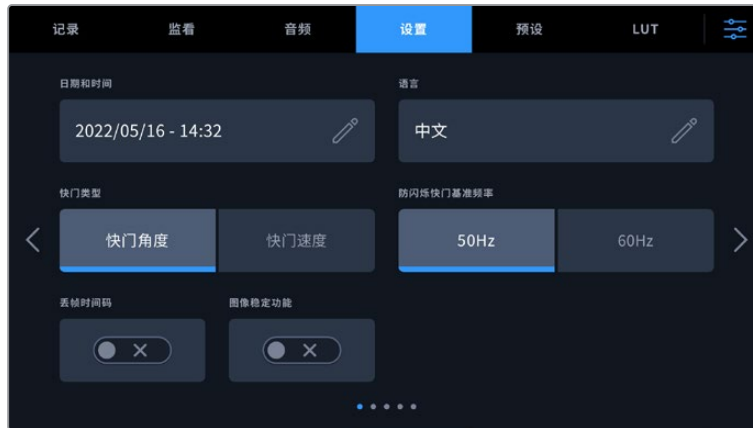 记录 监看 音频 设置 预设 LUT
日期和时间 语言
2022/05/16 - 14:32 中文
快门类型 防闪烁快门基准频率
快门角度 快门速度 50Hz 60Hz
丢帧时间码 图像稳定功能